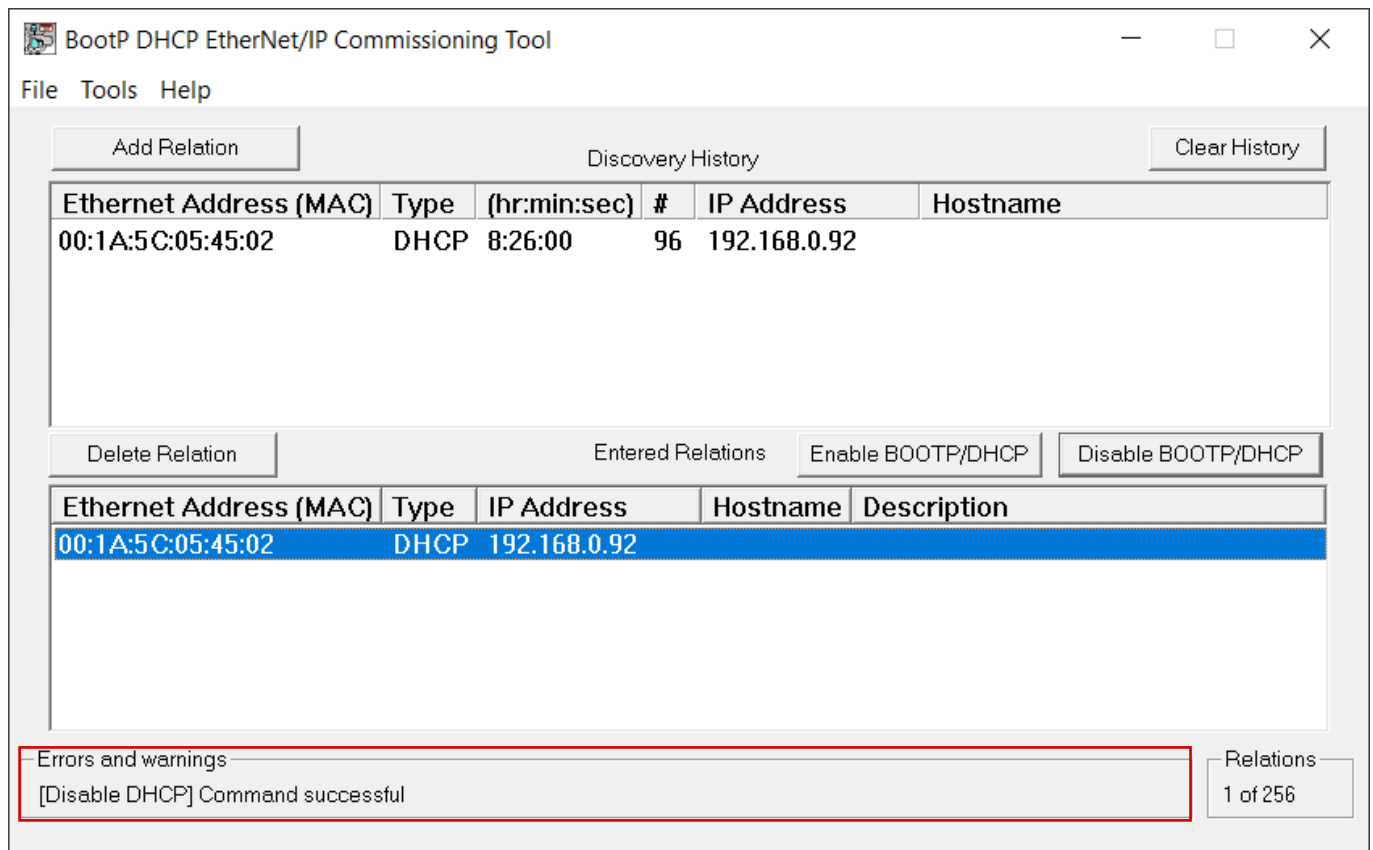 BootP DHCP EtherNet/IP Commissioning Tool
File Tools Help
Add Relation Discovery History Clear History
Ethernet Address (MAC) Type (hr:min:sec) # IP Address Hostname
00:1A:5C:05:45:02 DHCP 8:26:00 96 192.168.0.92
Delete Relation Entered Relations Enable BOOTP/DHCP Disable BOOTP/DHCP
Ethernet Address (MAC) Type IP Address Hostname Description
00:1A:5C:05:45:02 DHCP 192.168.0.92
Errors and warnings Relations
[Disable DHCP] Command successful 1 of 256